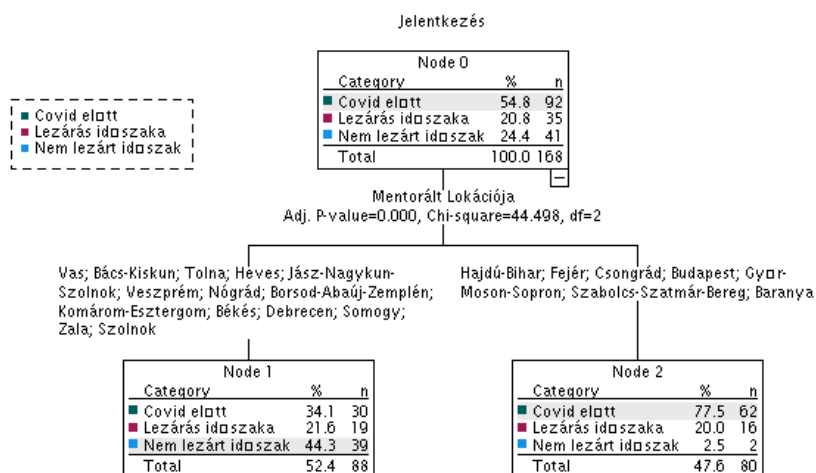 Jelentkezés
Node 0
Category % n
Covid el□tt 54.8 92
Lezárás id□szaka 20.8 35
Nem lezárt id□szak 24.4 41
Total 100.0 168
Covid el□tt
Lezárás id□szaka
Nem lezárt id□szak
Mentorált Lokációja
Adj. P-value=0.000, Chi-square=44.498, df=2
Vas; Bács-Kiskun; Tolna; Heves; Jász-Nagykun-
Szolnok; Veszprém; Nógrád; Borsod-Abaúj-Zemplén;
Komárom-Esztergom; Békés; Debrecen; Somogy;
Zala; Szolnok
Hajdú-Bihar; Fejér; Csongrád; Budapest; Gy□r-
Moson-Sopron; Szabolcs-Szatmár-Bereg; Baranya
Node 1
Category % n
Covid el□tt 34.1 30
Lezárás id□szaka 21.6 19
Nem lezárt id□szak 44.3 39
Total 52.4 88
Node 2
Category % n
Covid el□tt 77.5 62
Lezárás id□szaka 20.0 16
Nem lezárt id□szak 2.5 2
Total 47.6 80